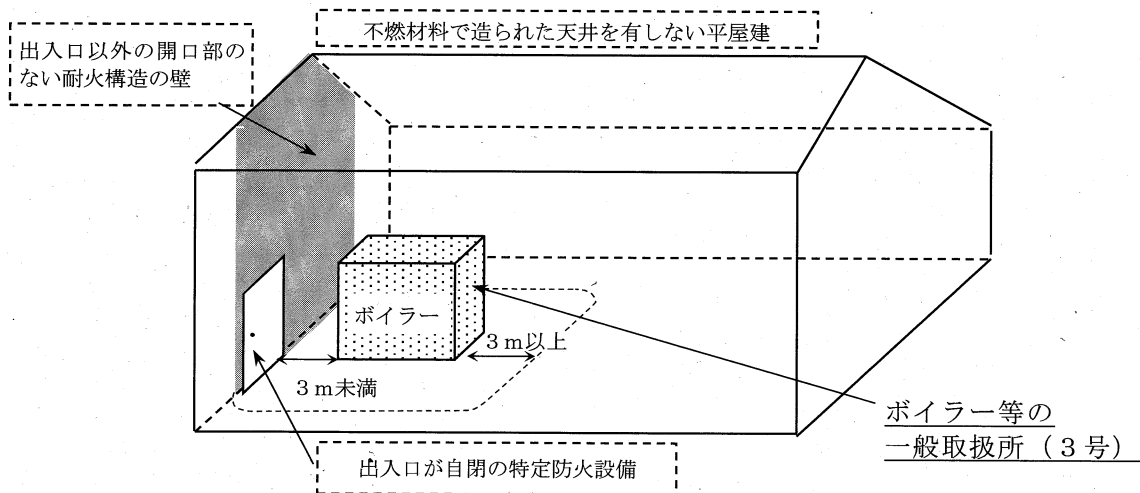 不燃材料で造られた天井を有しない平屋建
出入口以外の開口部の
ない耐火構造の壁
ボイラー
3m以上
3m未満
ボイラー等の
一般取扱所（3号）
出入口が自閉の特定防火設備